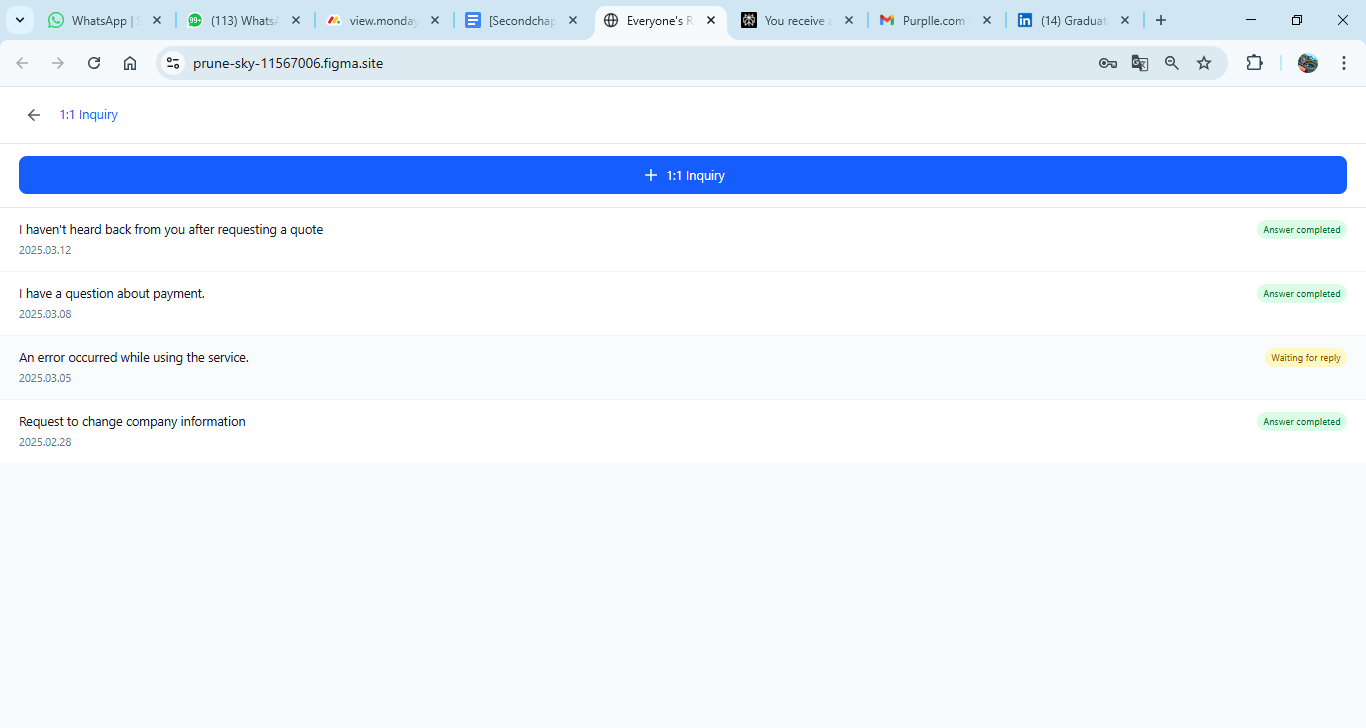 WhatsApp |
(113) Whats
view.monday
[Secondchap
Everyone's R
You receive
Purplle.com
(14) Graduat
prune-sky-11567006.figma.site
1:1 Inquiry
+ 1:1 Inquiry
I haven't heard back from you after requesting a quote
Answer completed
2025.03.12
I have a question about payment.
Answer completed
2025.03.08
An error occurred while using the service.
Waiting for reply
2025.03.05
Request to change company information
Answer completed
2025.02.28